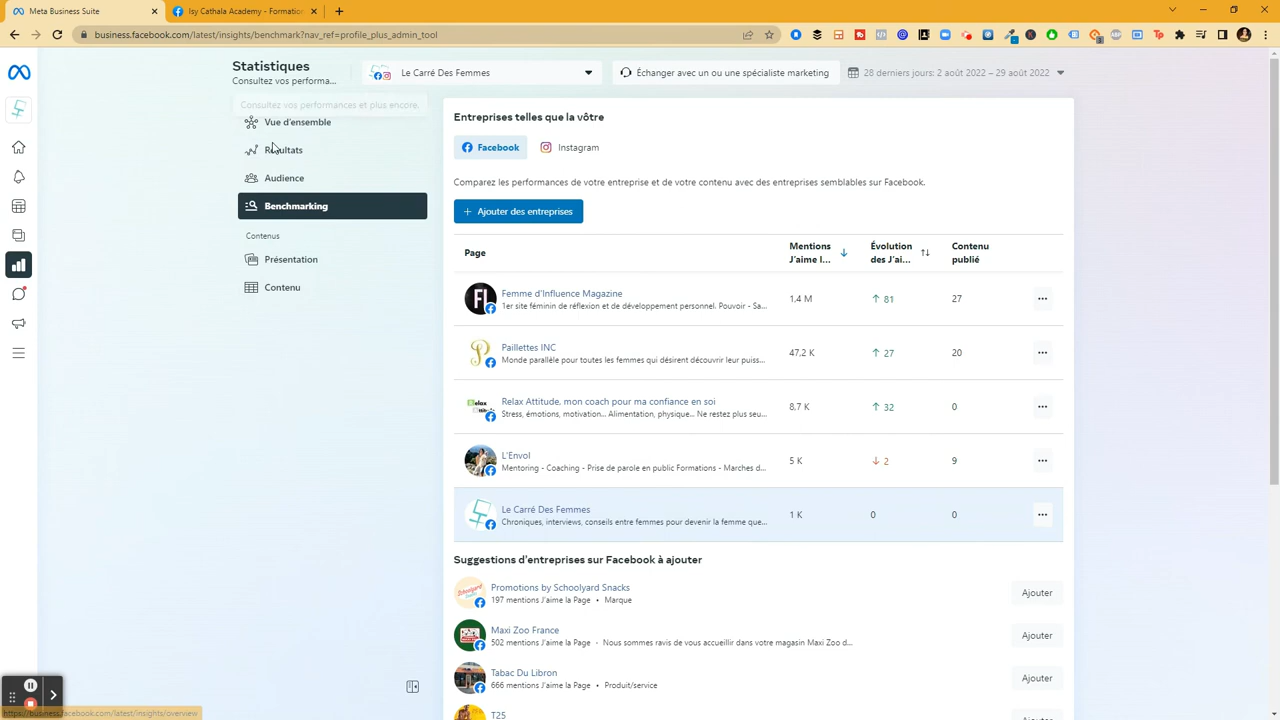 Meta Business Suite
Isy Cathala Academy - Formation
business.facebook.com/latest/insights/benchmark?nav_ref=profile_plus_admin_tool
Statistiques
Consultez vos performa...
Le Carré Des Femmes
Échanger avec un ou une spécialiste marketing
28 derniers jours: 2 août 2022 – 29 août 2022
Consultez vos performances et plus encore.
Vue d'ensemble
Résultats
Audience
Benchmarking
Contenus
Présentation
Contenu
Entreprises telles que la vôtre
Facebook
Instagram
Comparez les performances de votre entreprise et de votre contenu avec des entreprises semblables sur Facebook.
+ Ajouter des entreprises
Page
Mentions J'aime l...
Évolution des J'ai...
Contenu publié
Femme d'Influence Magazine
1er site féminin de réflexion et de développement personnel. Pouvoir - Sa...
1,4 M
↑ 81
27
Paillettes INC
Monde parallèle pour toutes les femmes qui désirent découvrir leur puiss...
47,2 K
↑ 27
20
Relax Attitude, mon coach pour ma confiance en soi
Stress, émotions, motivation... Alimentation, physique... Ne restez plus seu...
8,7 K
↑ 32
0
L'Envol
Mentoring - Coaching - Prise de parole en public Formations - Marches d...
5 K
↓ 2
9
Le Carré Des Femmes
Chroniques, interviews, conseils entre femmes pour devenir la femme que...
1 K
0
0
Suggestions d'entreprises sur Facebook à ajouter
Promotions by Schoolyard Snacks
197 mentions J'aime la Page • Marque
Ajouter
Maxi Zoo France
502 mentions J'aime la Page · Nous sommes ravis de vous accueillir dans votre magasin Maxi Zoo d...
Ajouter
Tabac Du Libron
666 mentions J'aime la Page • Produit/service
Ajouter
T25
https://business.facebook.com/latest/insights/overview